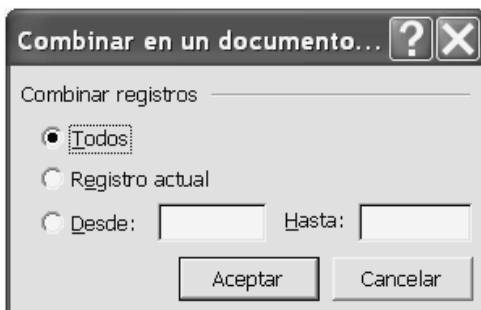 Combinar en un documento...
Combinar registros
Todos
Registro actual
Desde: Hasta:
Aceptar Cancelar